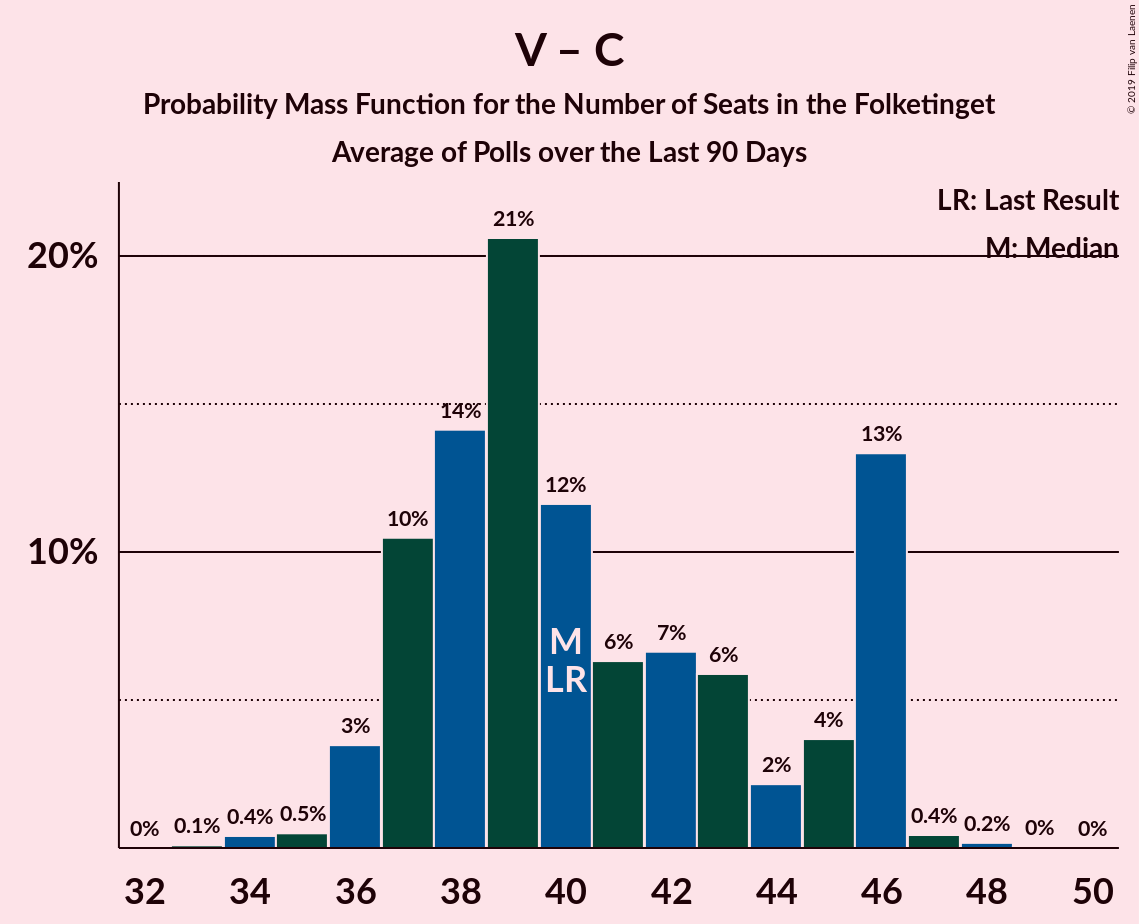 V – C
Probability Mass Function for the Number of Seats in the Folketinget
Average of Polls over the Last 90 Days
© 2019 Filip van Laenen
LR: Last Result
M: Median
20%
10%
0%
0.1%
0.4%
0.5%
3%
10%
14%
21%
12%
6%
7%
6%
2%
4%
13%
0.4%
0.2%
0%
0%
M
LR
32 34 36 38 40 42 44 46 48 50